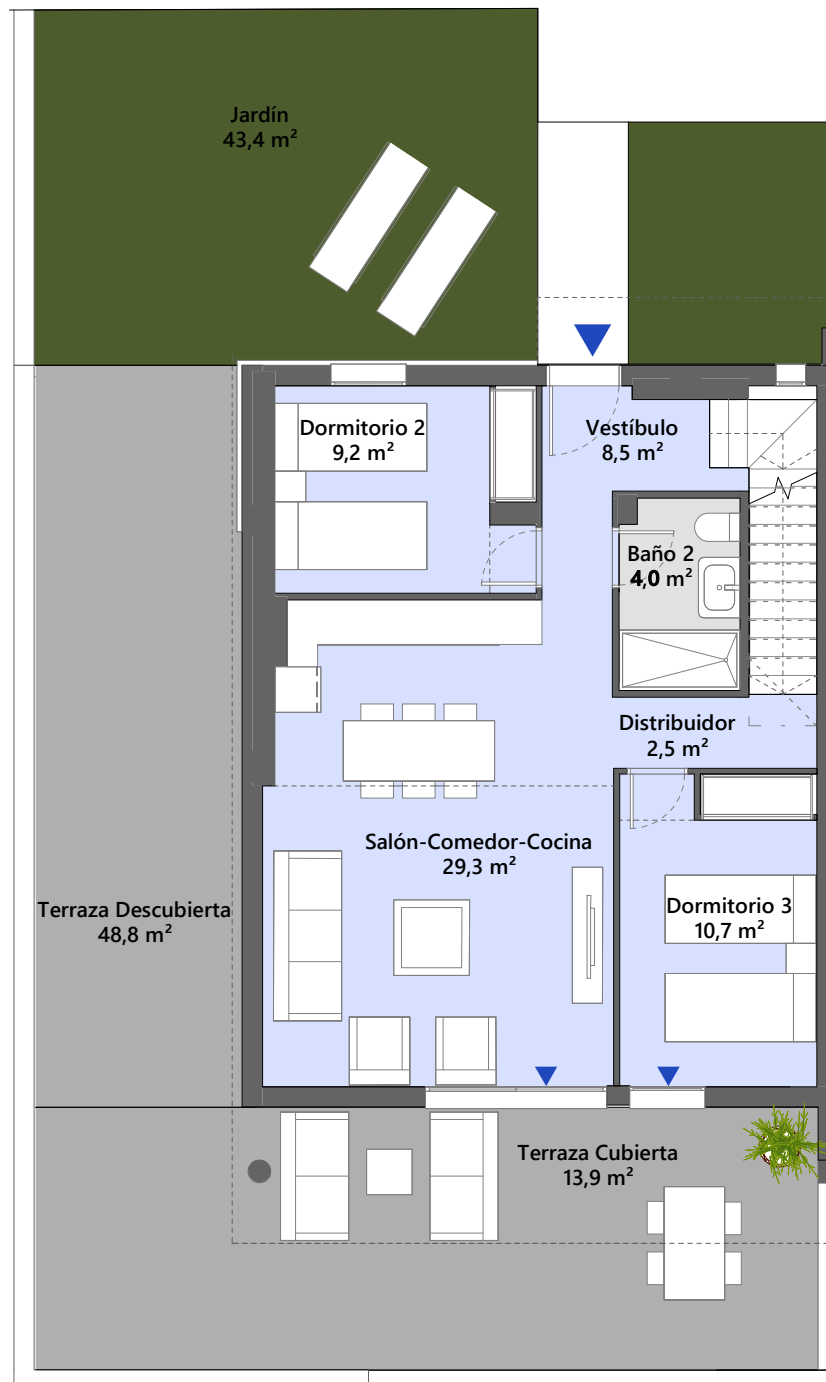 Jardín
43,4 m²
Dormitorio 2
9,2 m²
Vestíbulo
8,5 m²
Baño 2
4,0 m²
Distribuidor
2,5 m²
Salón-Comedor-Cocina
29,3 m²
Dormitorio 3
10,7 m²
Terraza Descubierta
48,8 m²
Terraza Cubierta
13,9 m²